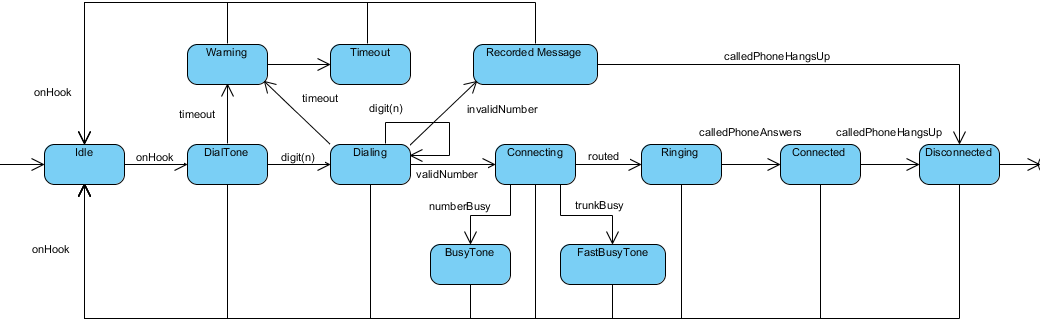 Warning
Timeout
Recorded Message
calledPhoneHangsUp
onHook
timeout
timeout
digit(n)
invalidNumber
calledPhoneAnswers
calledPhoneHangsUp
Idle
onHook
DialTone
digit(n)
Dialing
validNumber
Connecting
routed
Ringing
Connected
Disconnected
numberBusy
trunkBusy
onHook
BusyTone
FastBusyTone